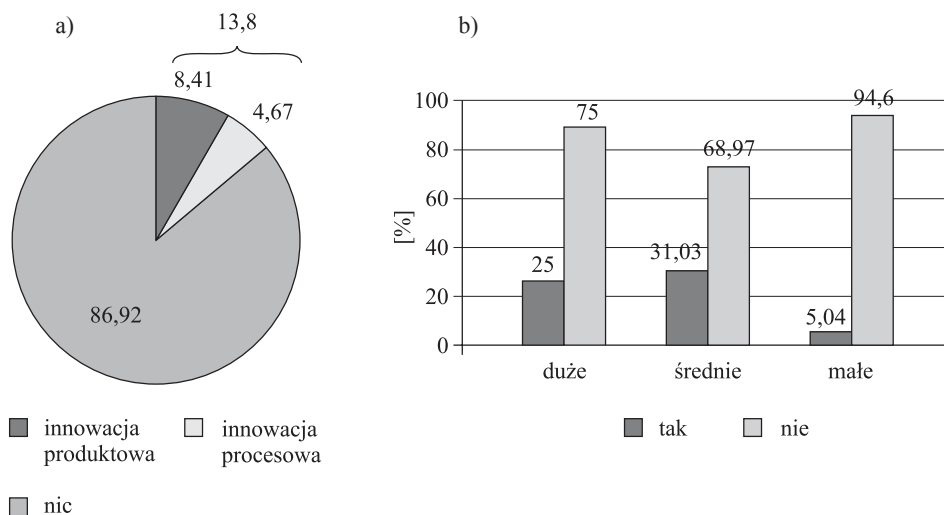 a)
13,8
8,41
4,67
86,92
innowacja
produktowa
innowacja
procesowa
nic
b)
[%]
100
80
60
40
20
0
25
75
31,03
68,97
5,04
94,6
duże
średnie
małe
tak
nie